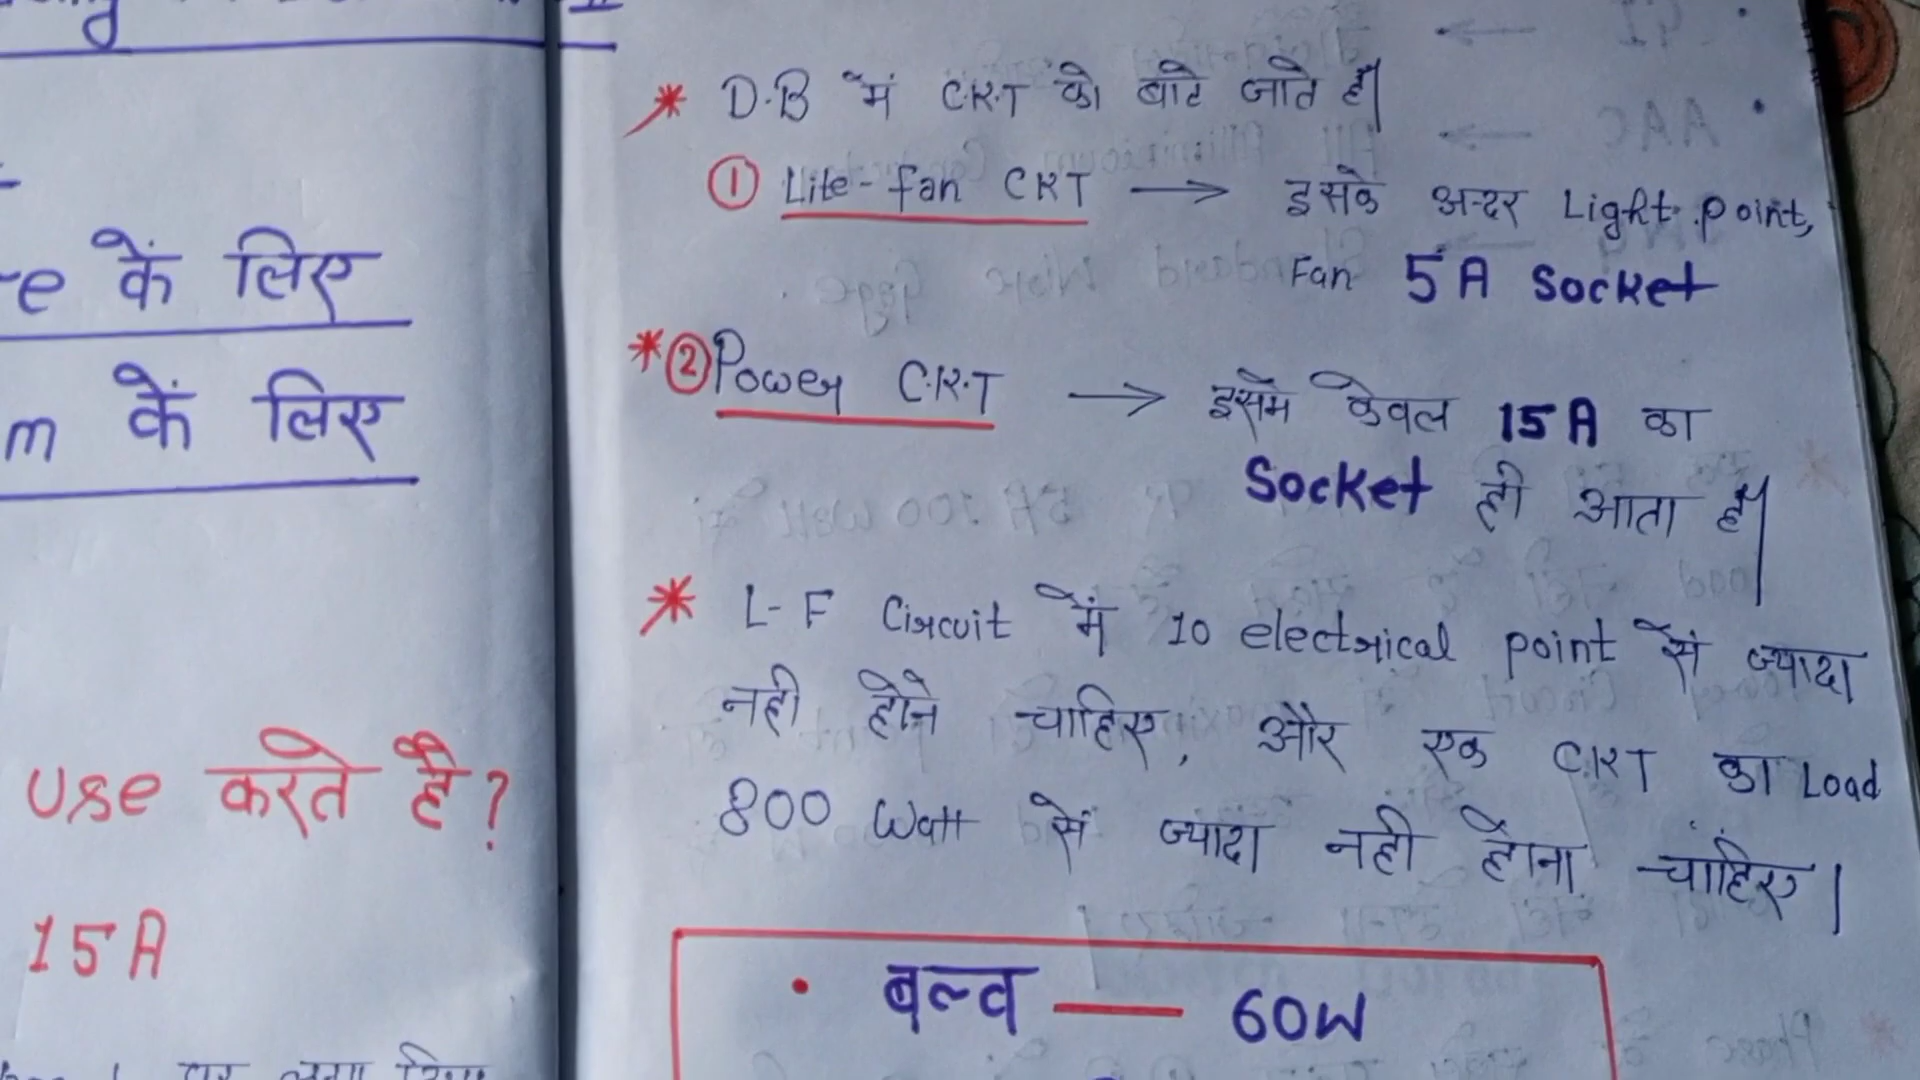 e कें लिए
m कें लिए
use करते है?
15A
* D.B में CKT को बांटे जाते है।
① Lite-fan CKT → इसके अन्दर Light point,
Fan 5A Socket
* ② Power CKT → इसमें केवल 15A का
Socket ही आता है।
* L-F Circuit में 10 electrical point सें ज्यादा
नही होने चाहिए, और एक CKT का Load
800 Watt सें ज्यादा नही होना चाहिए।
• बल्व — 60W